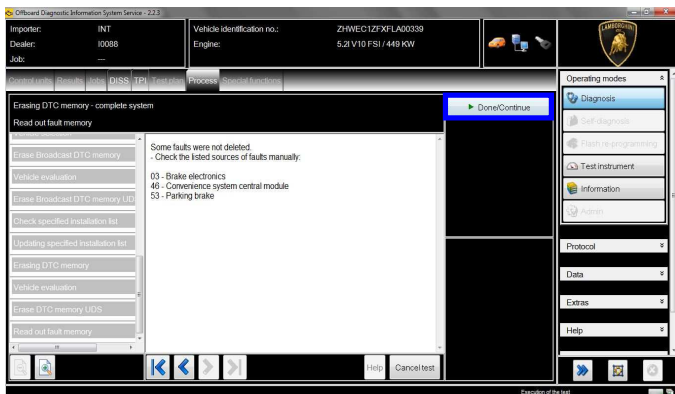 Offboard Diagnostic Information System Service - 2.2.3
Importer: INT
Dealer: I0088
Job: ---
Vehicle identification no.: ZHWEC1ZFXFLA00339
Engine: 5.2l V10 FSI / 449 KW
LAMBORGHINI
Control units Results Jobs DISS TPI Test plan Process Special functions
Erasing DTC memory - complete system
Read out fault memory
Done/Continue
Erase Broadcast DTC memory
Vehicle evaluation
Erase Broadcast DTC memory UD
Check specified installation list
Updating specified installation list
Erasing DTC memory
Vehicle evaluation
Erase DTC memory UDS
Read out fault memory
Some faults were not deleted.
- Check the listed sources of faults manually:
03 - Brake electronics
46 - Convenience system central module
53 - Parking brake
Help
Cancel test
Operating modes
Diagnosis
Self-diagnosis
Flash re-programming
Test instrument
Information
Admin
Protocol
Data
Extras
Help
Execution of the test